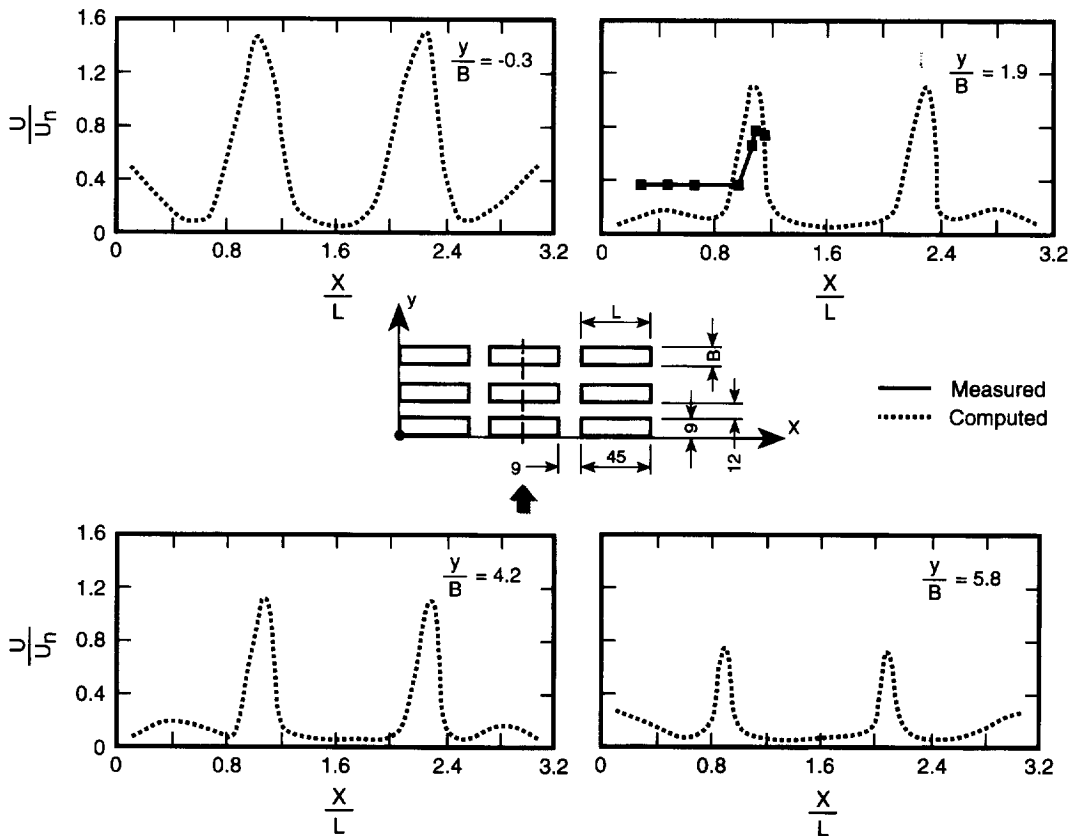 1.6
1.2
0.8
0.4
0
U/Un
y/B = -0.3
0 0.8 1.6 2.4 3.2
X/L
y/B = 1.9
0 0.8 1.6 2.4 3.2
X/L
y
L
B
X
9
45
9
12
Measured
Computed
1.6
1.2
0.8
0.4
0
U/Un
y/B = 4.2
0 0.8 1.6 2.4 3.2
X/L
y/B = 5.8
0 0.8 1.6 2.4 3.2
X/L